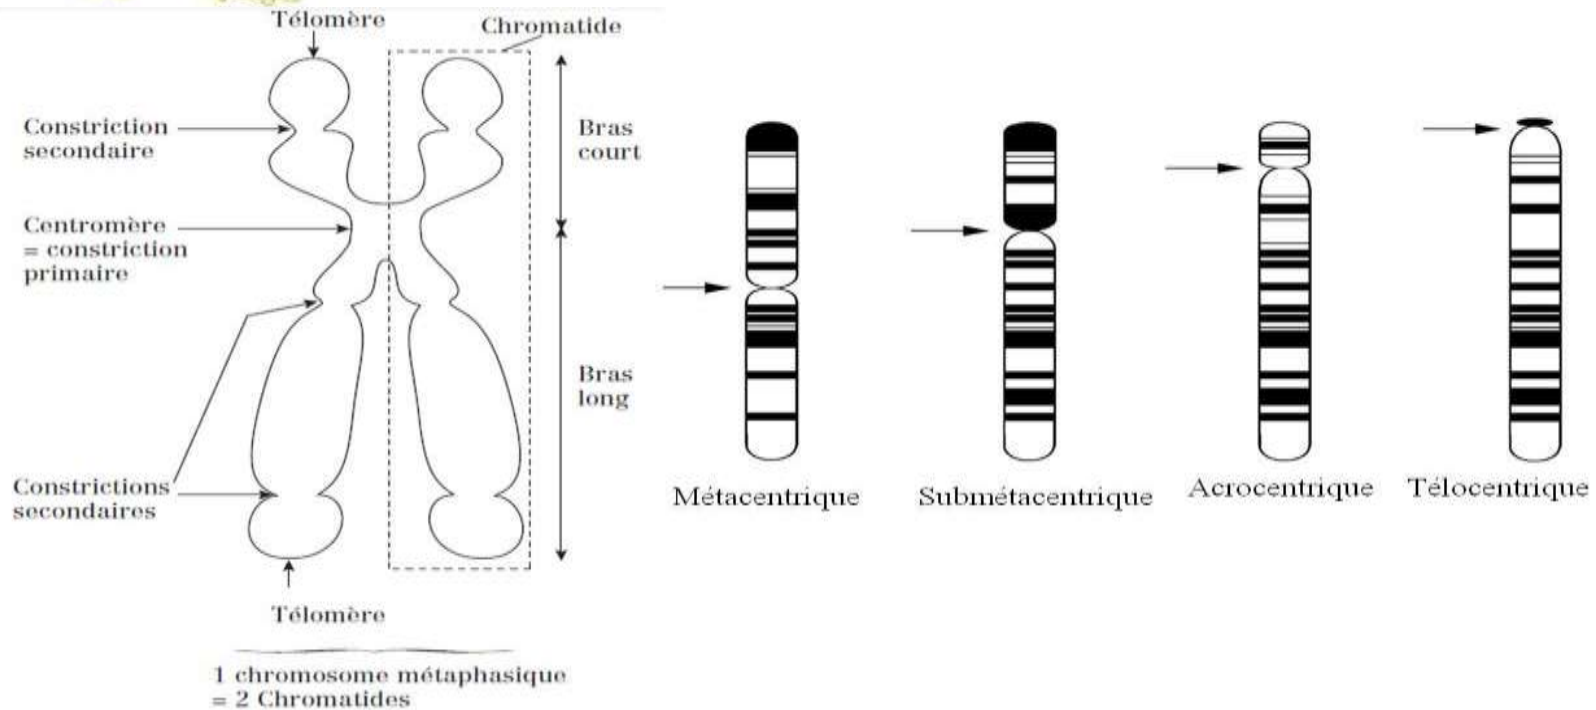 Télomère
Chromatide
Constriction
secondaire
Bras
court
Centromère
= constriction
primaire
Bras
long
Constrictions
secondaires
Télomère
1 chromosome métaphasique
= 2 Chromatides
Métacentrique
Submétacentrique
Acrocentrique
Télocentrique